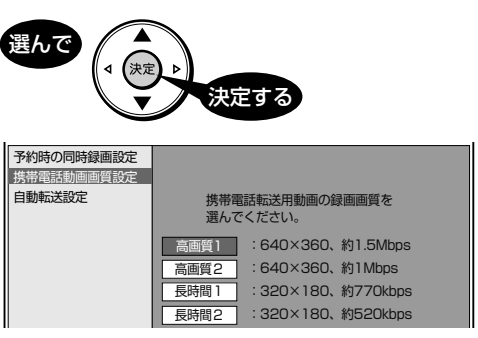 選んで
決定
決定する
予約時の同時録画設定
携帯電話動画画質設定
自動転送設定
携帯電話転送用動画の録画画質を
選んでください。
高画質1 ：640×360、約1.5Mbps
高画質2 ：640×360、約1Mbps
長時間1 ：320×180、約770kbps
長時間2 ：320×180、約520kbps